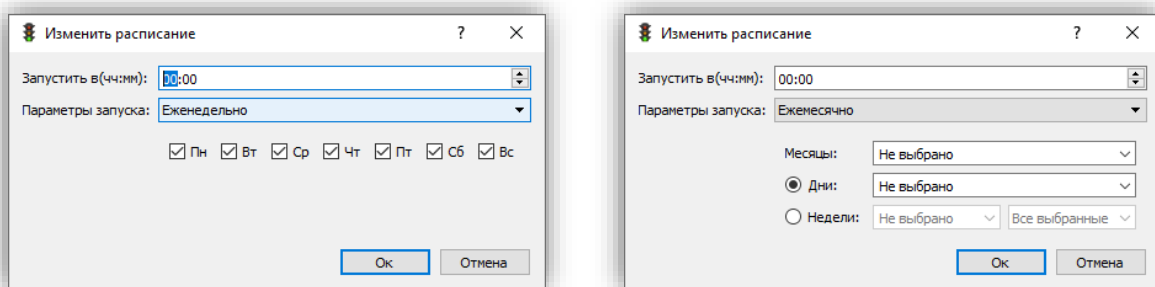 Изменить расписание ?
Запустить в(чч:мм): 00:00
Параметры запуска: Еженедельно
Пн Вт Ср Чт Пт Сб Вс
Ок Отмена
Изменить расписание ?
Запустить в(чч:мм): 00:00
Параметры запуска: Ежемесячно
Месяцы: Не выбрано
Дни: Не выбрано
Недели: Не выбрано Все выбранные
Ок Отмена